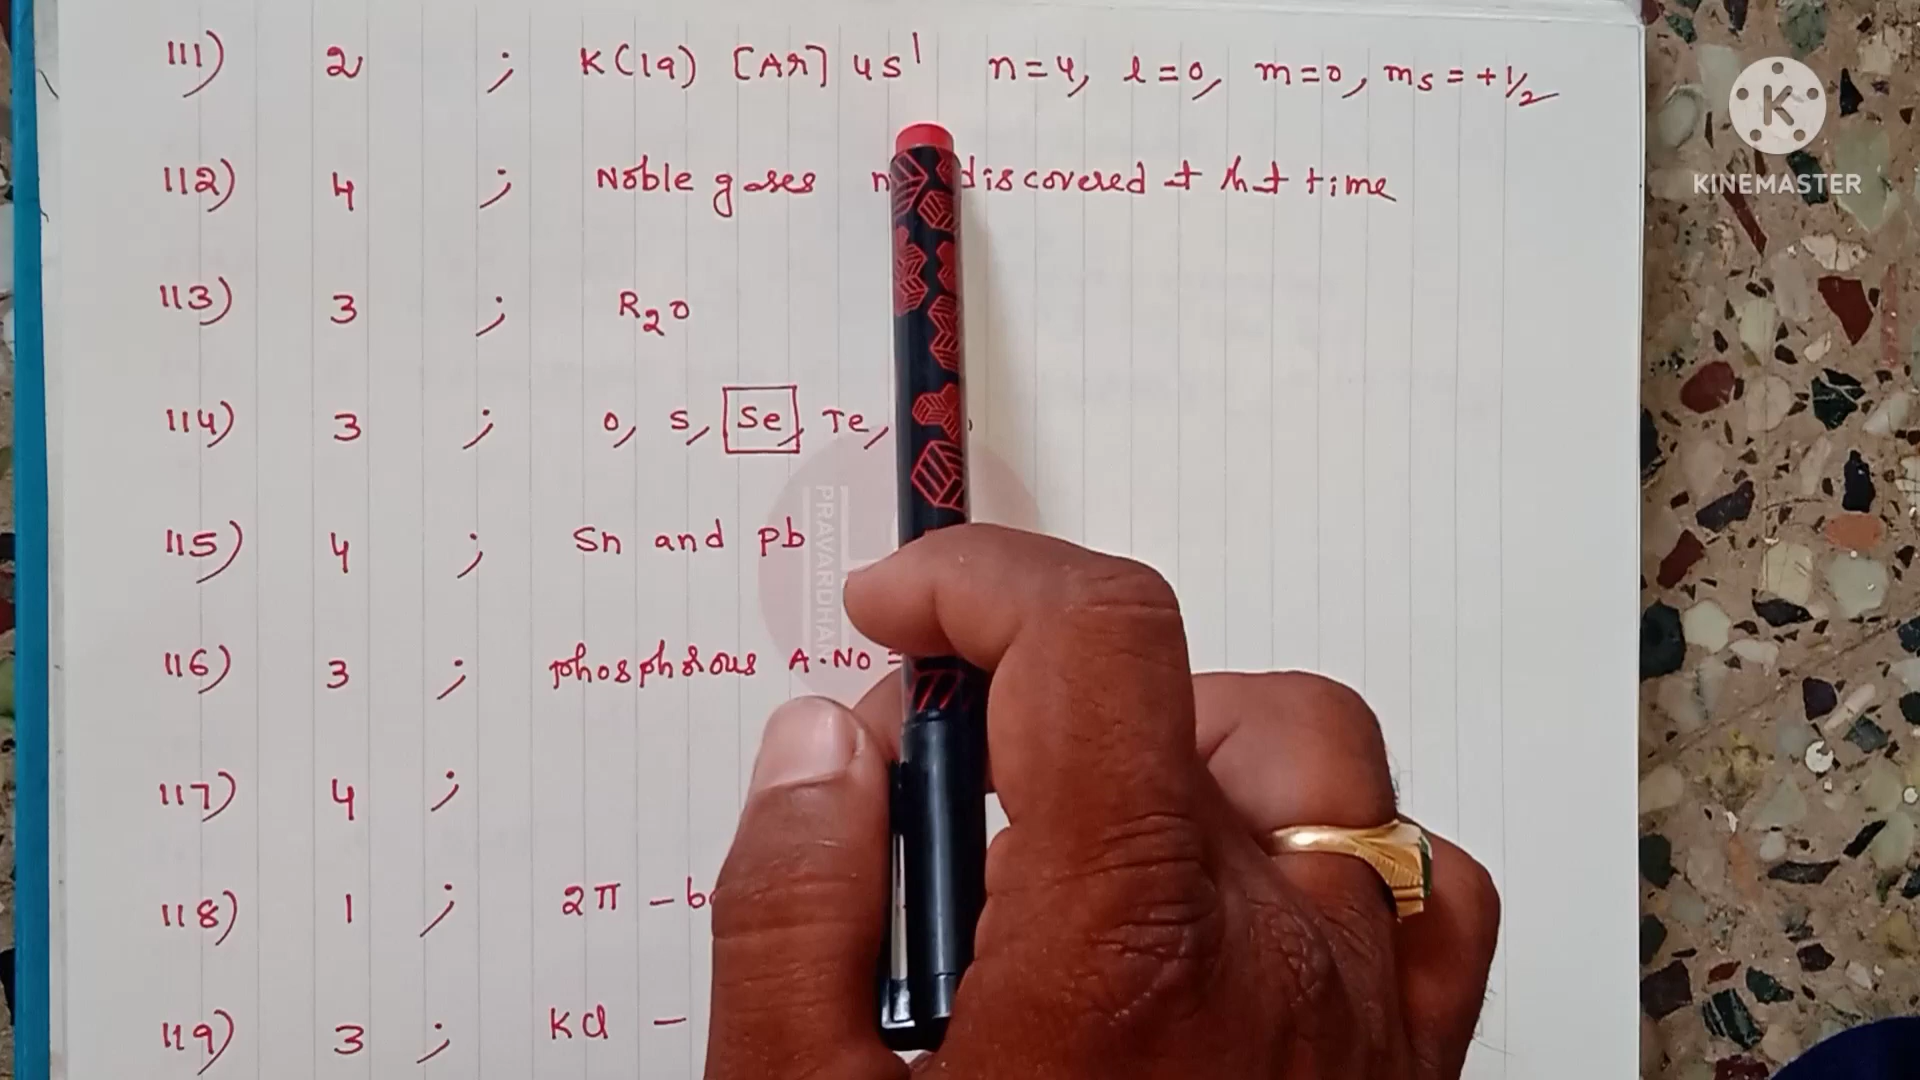 111) 2 ; K(19) [Ar] 4s¹ n=4, l=0, m=0, ms=+1/2
KINEMASTER
112) 4 ; Noble gases discovered time
113) 3 ; R₂O
114) 3 ; O, S, Se, Te,
115) 4 ; Sn and pb
PRAVARDHAN
116) 3 ; phosphrous A.NO =
117) 4 ;
118) 1 ; 2π –
119) 3 ; KCl –